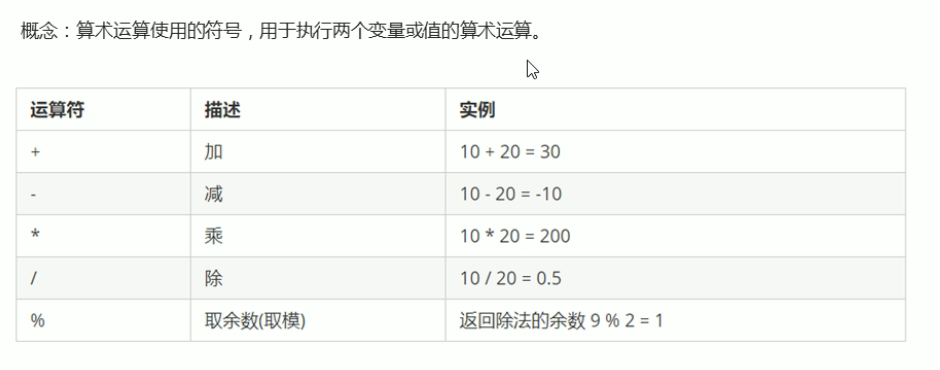 概念：算术运算使用的符号，用于执行两个变量或值的算术运算。
运算符 描述 实例
+ 加 10 + 20 = 30
- 减 10 - 20 = -10
* 乘 10 * 20 = 200
/ 除 10 / 20 = 0.5
% 取余数(取模) 返回除法的余数 9 % 2 = 1